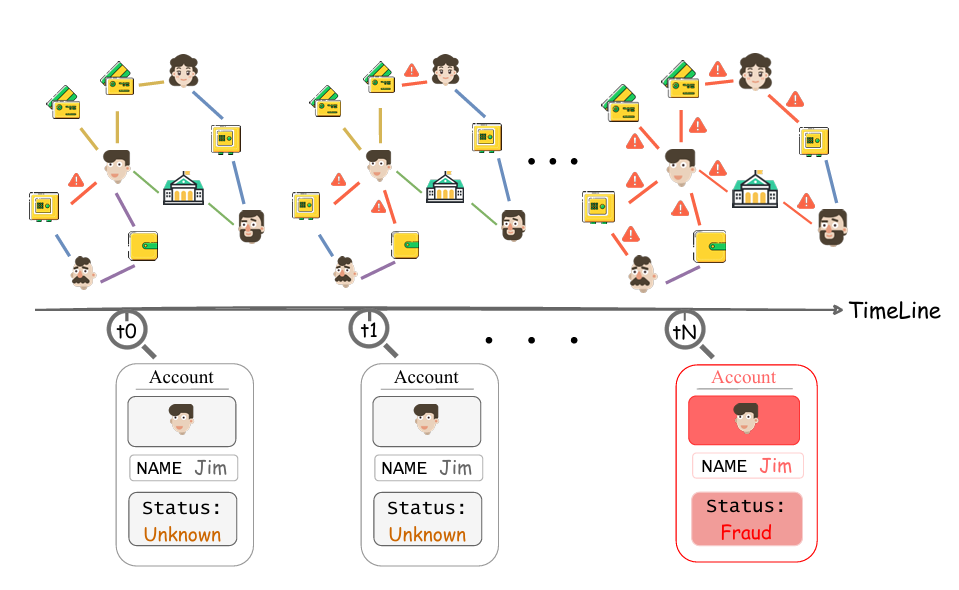 TimeLine
t0
t1
tN
Account
NAME Jim
Status:
Unknown
Account
NAME Jim
Status:
Unknown
Account
NAME Jim
Status:
Fraud